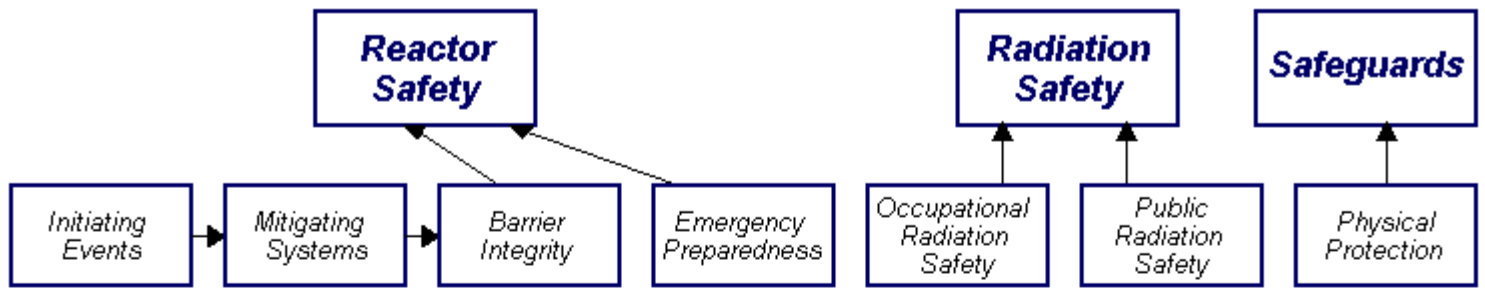 Reactor
Safety
Radiation
Safety
Safeguards
Initiating
Events
Mitigating
Systems
Barrier
Integrity
Emergency
Preparedness
Occupational
Radiation
Safety
Public
Radiation
Safety
Physical
Protection